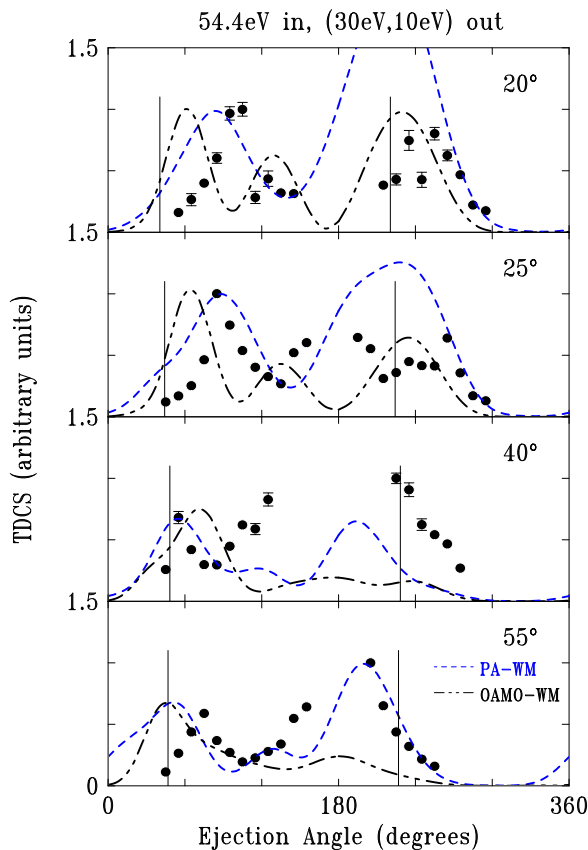 54.4eV in, (30eV,10eV) out
1.5
20°
1.5
25°
1.5
40°
1.5
55°
PA-WM
OAMO-WM
0
0 180 360
Ejection Angle (degrees)
TDCS (arbitrary units)